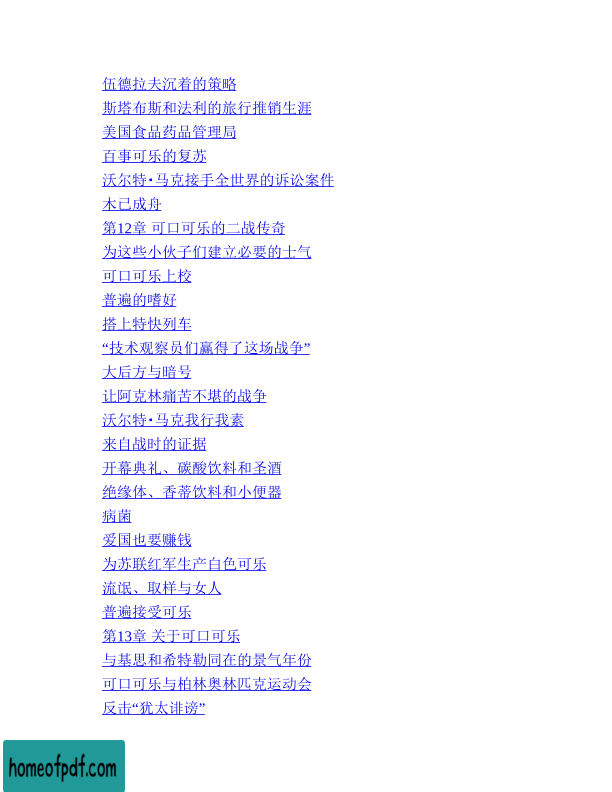 伍德拉夫沉着的策略
斯塔布斯和法利的旅行推销生涯
美国食品药品管理局
百事可乐的复苏
沃尔特•马克接手全世界的诉讼案件
木已成舟
第12章 可口可乐的二战传奇
为这些小伙子们建立必要的士气
可口可乐上校
普遍的嗜好
搭上特快列车
“技术观察员们赢得了这场战争”
大后方与暗号
让阿克林痛苦不堪的战争
沃尔特•马克我行我素
来自战时的证据
开幕典礼、碳酸饮料和圣酒
绝缘体、香蒂饮料和小便器
病菌
爱国也要赚钱
为苏联红军生产白色可乐
流氓、取样与女人
普遍接受可乐
第13章 关于可口可乐
与基思和希特勒同在的景气年份
可口可乐与柏林奥林匹克运动会
反击“犹太诽谤”
homeofpdf.com